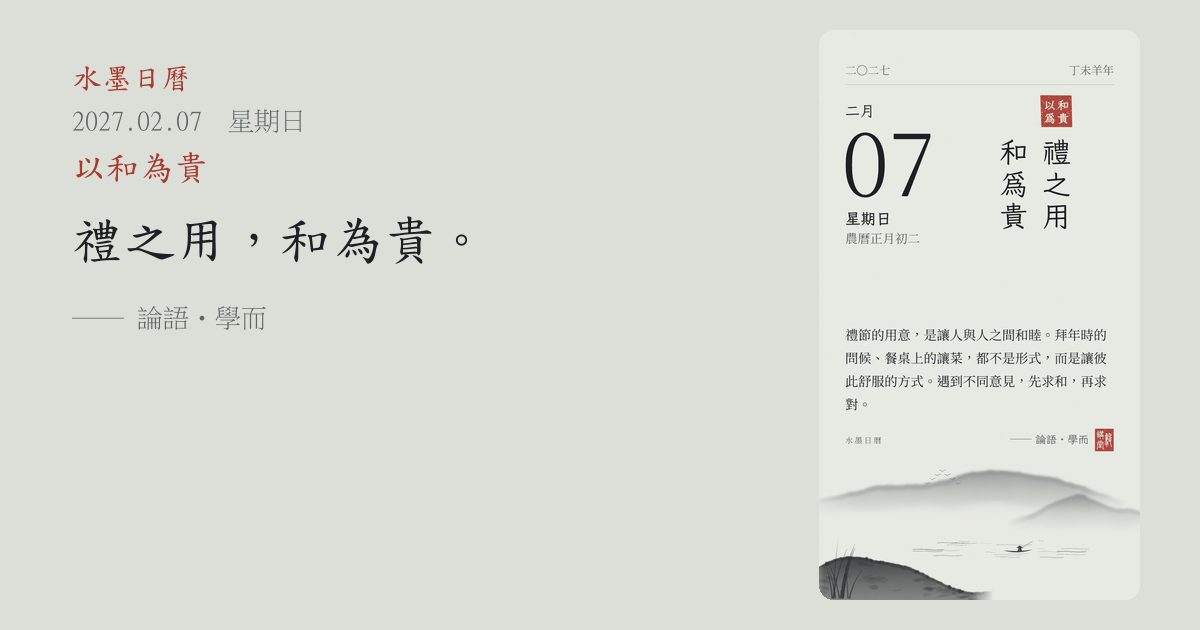 水墨日曆
2027.02.07 星期日
以和為貴
禮之用，和為貴。
—— 論語・學而
二〇二七 丁未羊年
二月
07
星期日
農曆正月初二
以和
爲貴
禮之用
和爲貴
禮節的用意，是讓人與人之間和睦。拜年時的
問候、餐桌上的讓菜，都不是形式，而是讓彼
此舒服的方式。遇到不同意見，先求和，再求
對。
水墨日曆
—— 論語・學而